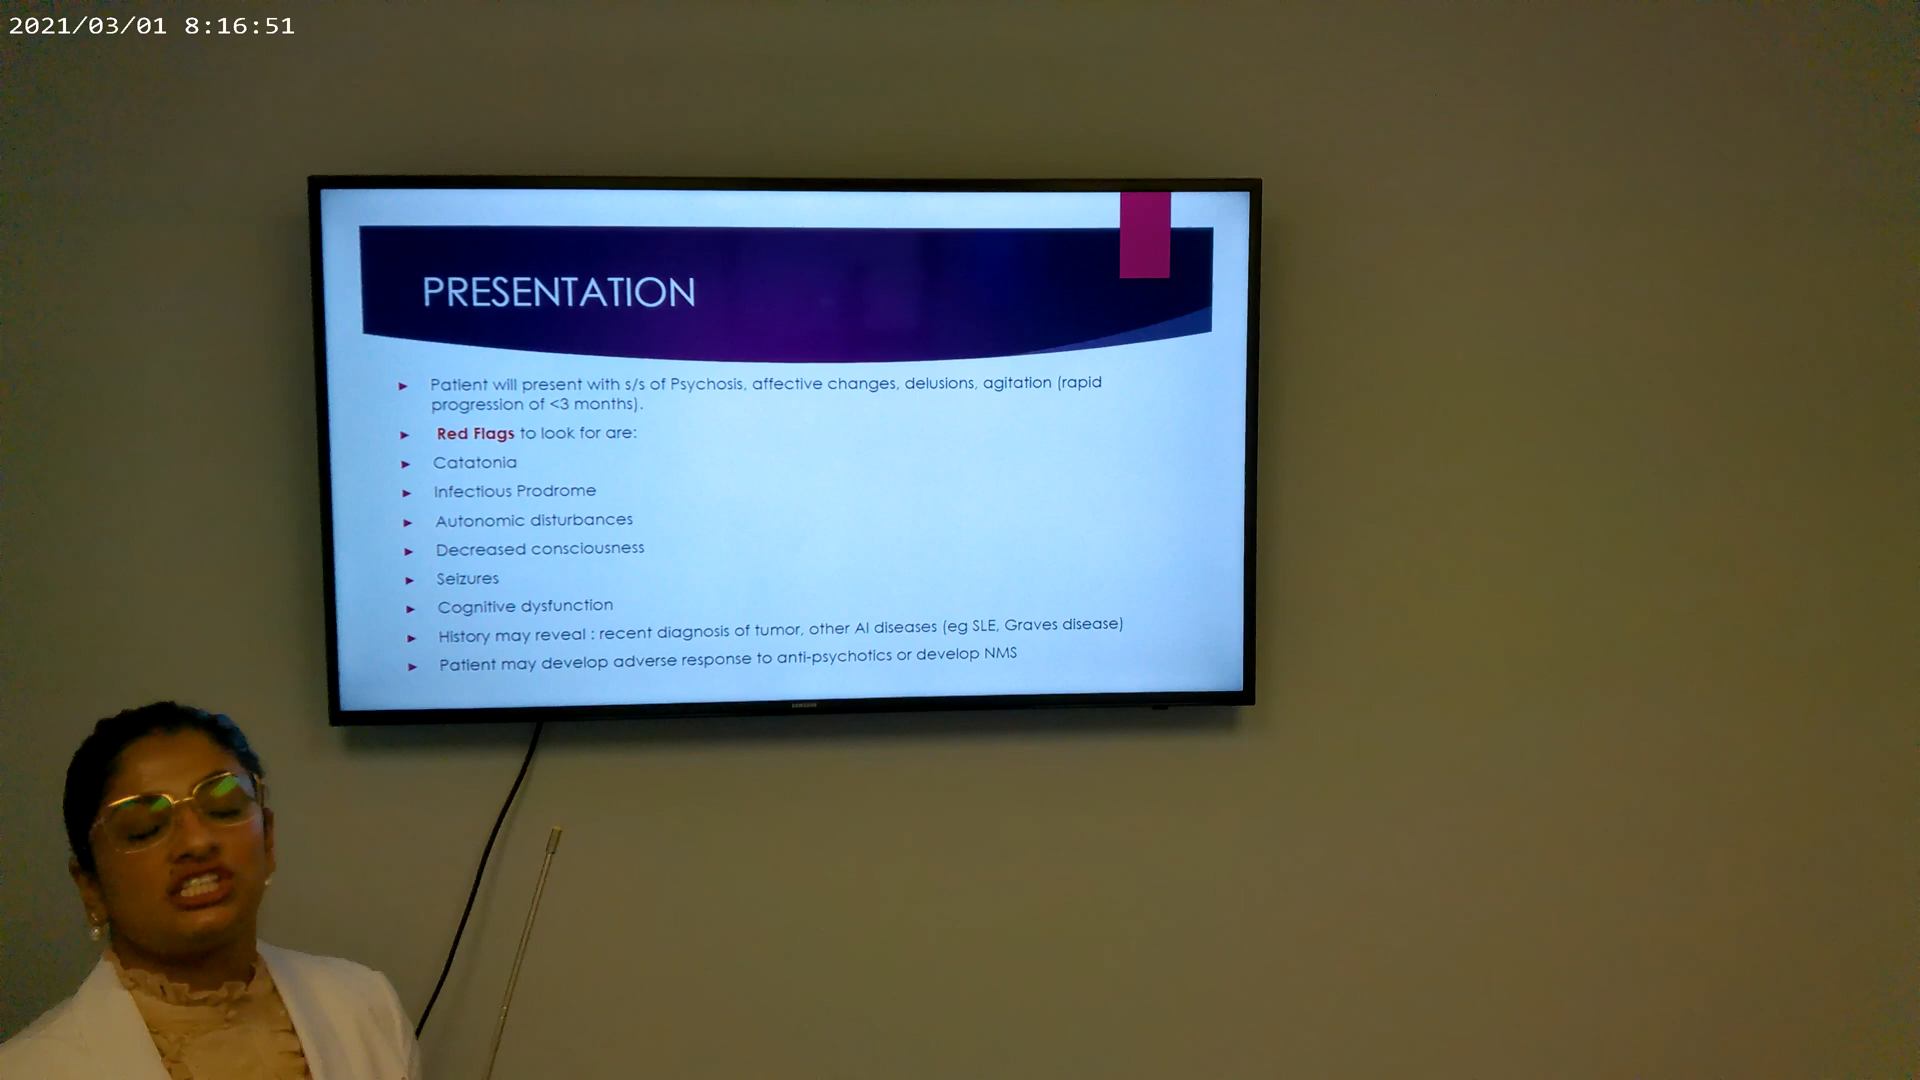 2021/03/01 8:16:51
PRESENTATION
Patient will present with s/s of Psychosis, affective changes, delusions, agitation (rapid
progression of <3 months).
Red Flags to look for are:
Catatonia
Infectious Prodrome
Autonomic disturbances
Decreased consciousness
Seizures
Cognitive dysfunction
History may reveal : recent diagnosis of tumor, other AI diseases (eg SLE, Graves disease)
Patient may develop adverse response to anti-psychotics or develop NMS
SAMSUNG